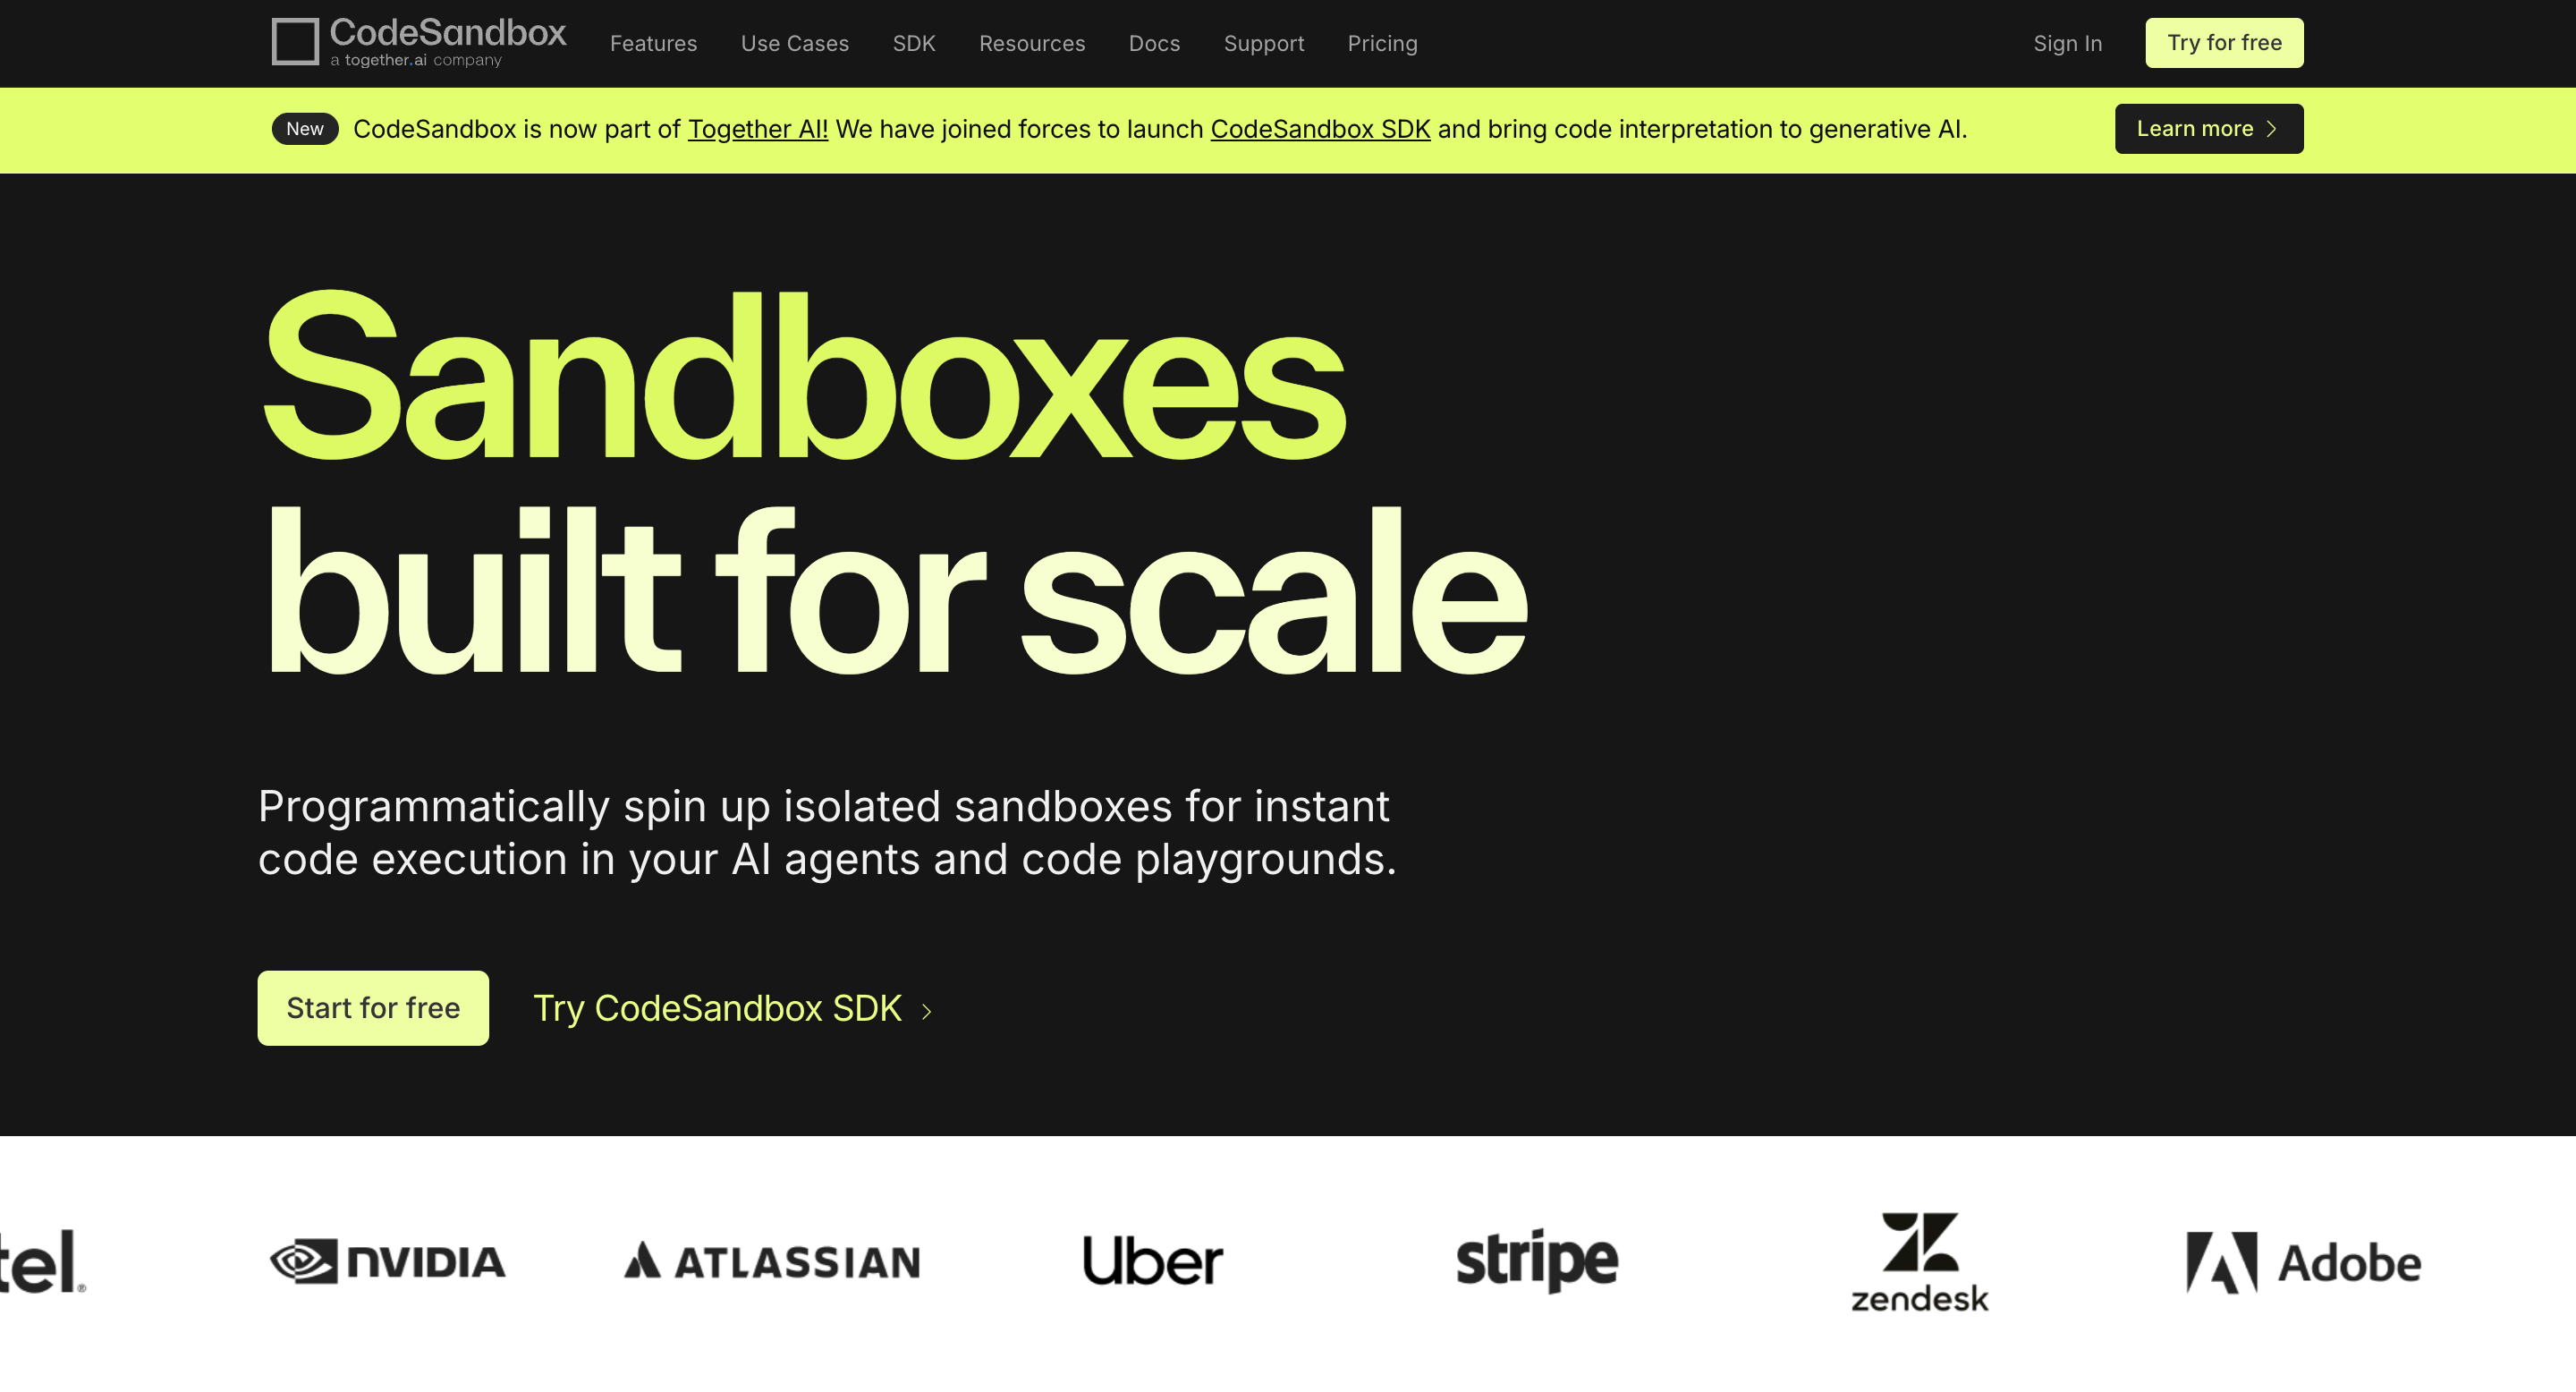 CodeSandbox
a together.ai company
Features
Use Cases
SDK
Resources
Docs
Support
Pricing
Sign In
Try for free
New
CodeSandbox is now part of Together AI! We have joined forces to launch CodeSandbox SDK and bring code interpretation to generative AI.
Learn more
Sandboxes
built for scale
Programmatically spin up isolated sandboxes for instant
code execution in your AI agents and code playgrounds.
Start for free
Try CodeSandbox SDK
tel®
NVIDIA
ATLASSIAN
Uber
stripe
zendesk
Adobe